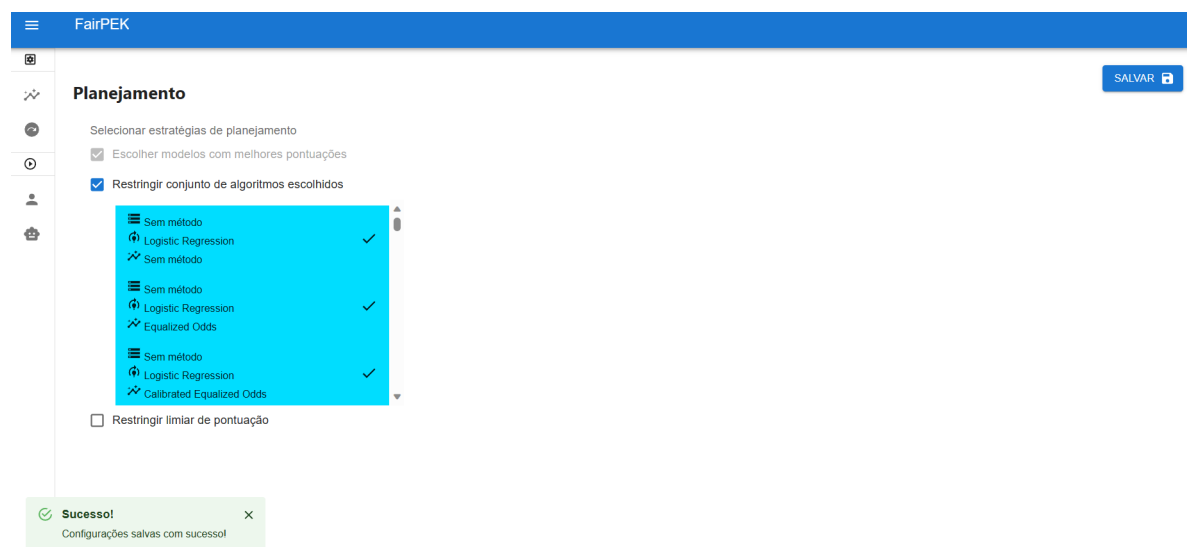 FairPEK
SALVAR
Planejamento
Selecionar estratégias de planejamento
Escolher modelos com melhores pontuações
Restringir conjunto de algoritmos escolhidos
Sem método
Logistic Regression
Sem método
Sem método
Logistic Regression
Equalized Odds
Sem método
Logistic Regression
Calibrated Equalized Odds
Restringir limiar de pontuação
Sucesso!
Configurações salvas com sucesso!